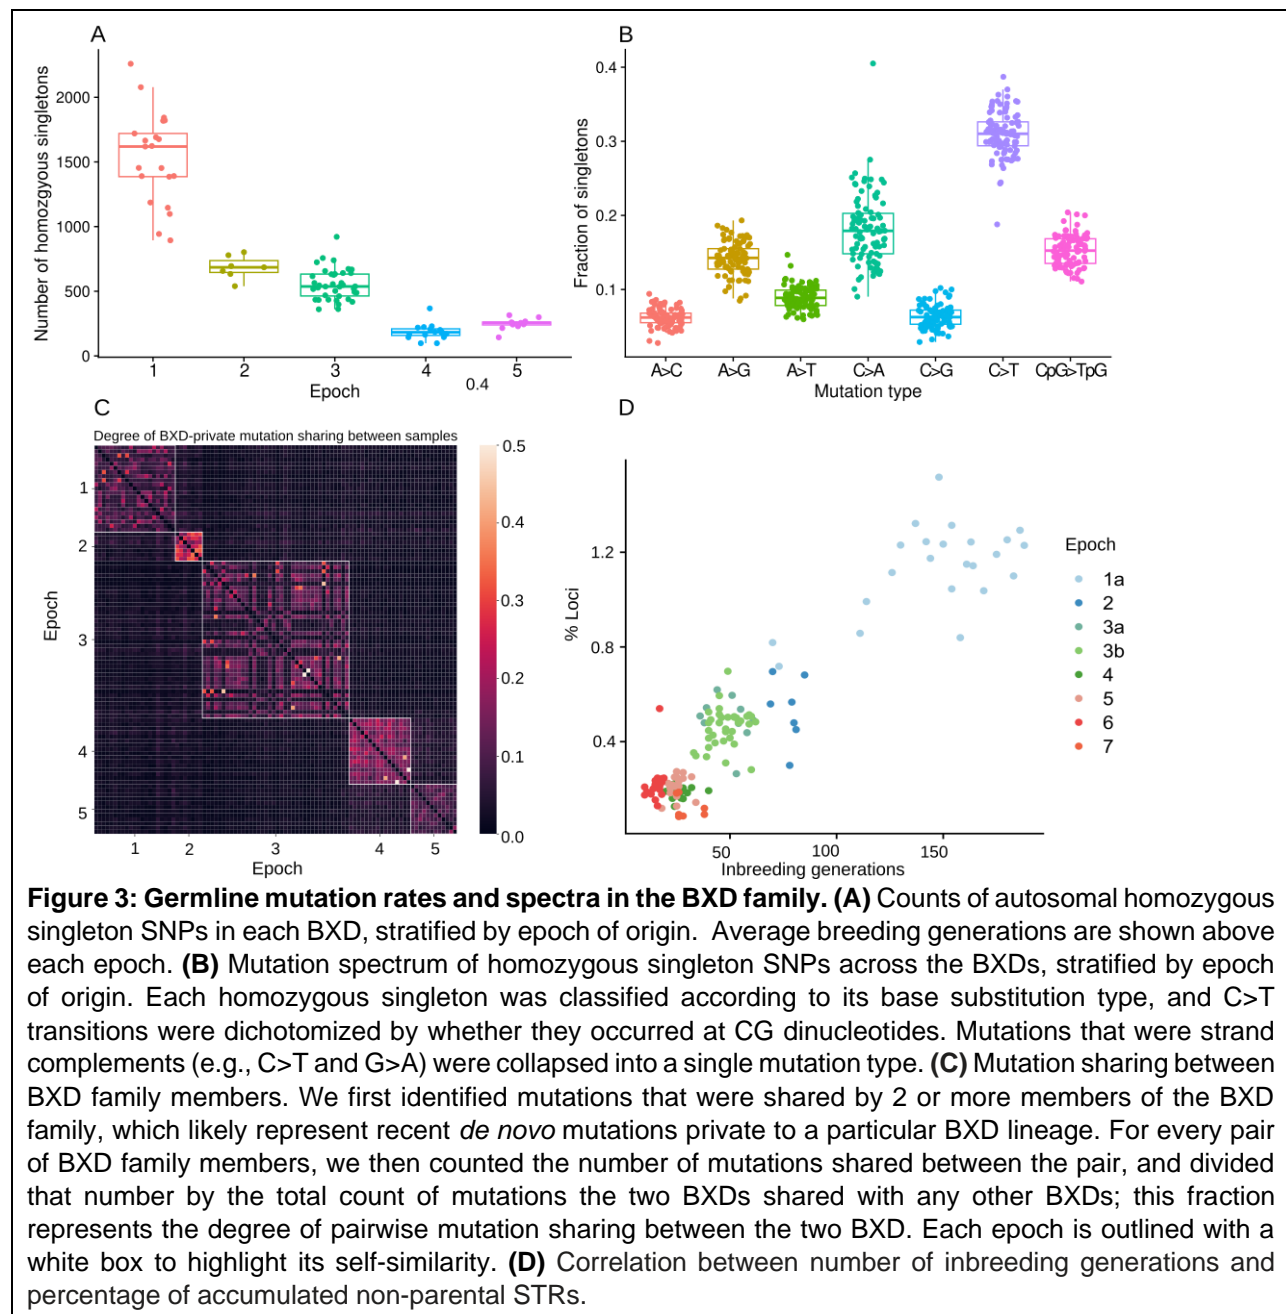 A
Number of homozgyous singletons
2000
1500
1000
500
0
1 2 3 4 5
Epoch
0.4
B
Fraction of singletons
0.4
0.3
0.2
0.1
A>C A>G A>T C>A C>G C>T CpG>TpG
Mutation type
C
Degree of BXD-private mutation sharing between samples
Epoch
1
2
3
4
5
1 2 3 4 5
Epoch
0.5
0.4
0.3
0.2
0.1
0.0
D
% Loci
1.2
0.8
0.4
50 100 150
Inbreeding generations
Epoch
1a
2
3a
3b
4
5
6
7
Figure 3: Germline mutation rates and spectra in the BXD family. (A) Counts of autosomal homozygous
singleton SNPs in each BXD, stratified by epoch of origin. Average breeding generations are shown above
each epoch. (B) Mutation spectrum of homozygous singleton SNPs across the BXDs, stratified by epoch
of origin. Each homozygous singleton was classified according to its base substitution type, and C>T
transitions were dichotomized by whether they occurred at CG dinucleotides. Mutations that were strand
complements (e.g., C>T and G>A) were collapsed into a single mutation type. (C) Mutation sharing between
BXD family members. We first identified mutations that were shared by 2 or more members of the BXD
family, which likely represent recent de novo mutations private to a particular BXD lineage. For every pair
of BXD family members, we then counted the number of mutations shared between the pair, and divided
that number by the total count of mutations the two BXDs shared with any other BXDs; this fraction
represents the degree of pairwise mutation sharing between the two BXD. Each epoch is outlined with a
white box to highlight its self-similarity. (D) Correlation between number of inbreeding generations and
percentage of accumulated non-parental STRs.